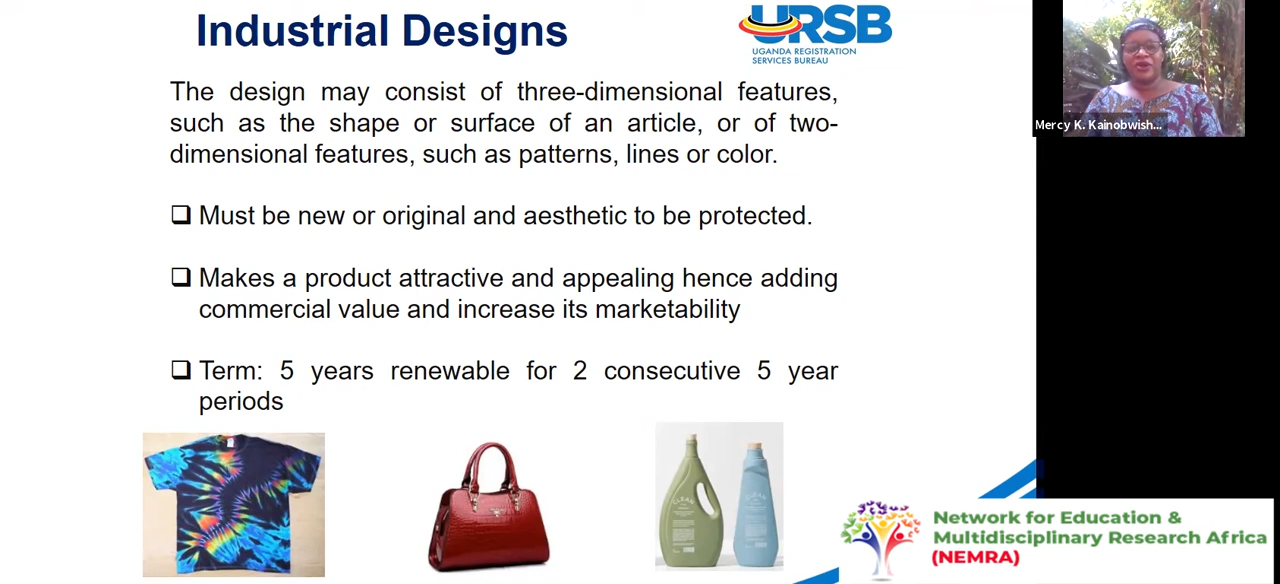 Industrial Designs
URSB
UGANDA REGISTRATION
SERVICES BUREAU
Mercy K. Kainobwish...
The design may consist of three-dimensional features,
such as the shape or surface of an article, or of two-
dimensional features, such as patterns, lines or color.
Must be new or original and aesthetic to be protected.
Makes a product attractive and appealing hence adding
commercial value and increase its marketability
Term: 5 years renewable for 2 consecutive 5 year
periods
CLEAN
CLEAN
Network for Education &
Multidisciplinary Research Africa
(NEMRA)